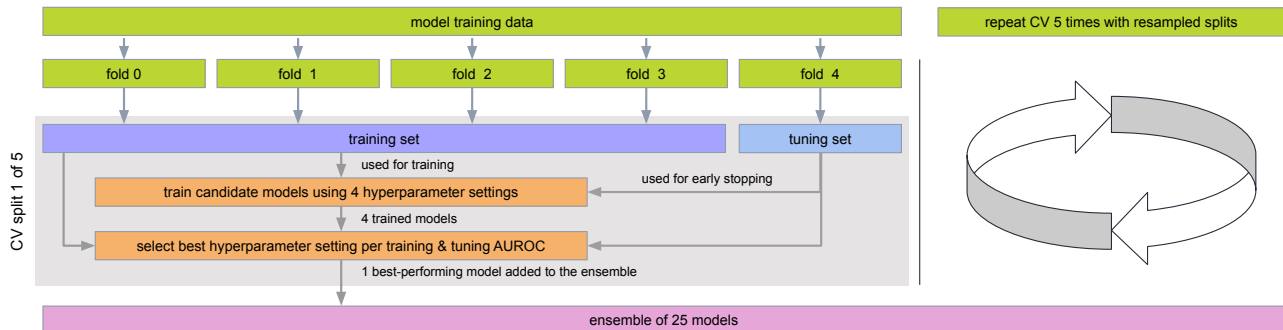 model training data
repeat CV 5 times with resampled splits
fold 0
fold 1
fold 2
fold 3
fold 4
CV split 1 of 5
training set
tuning set
used for training
used for early stopping
train candidate models using 4 hyperparameter settings
4 trained models
select best hyperparameter setting per training & tuning AUROC
1 best-performing model added to the ensemble
ensemble of 25 models